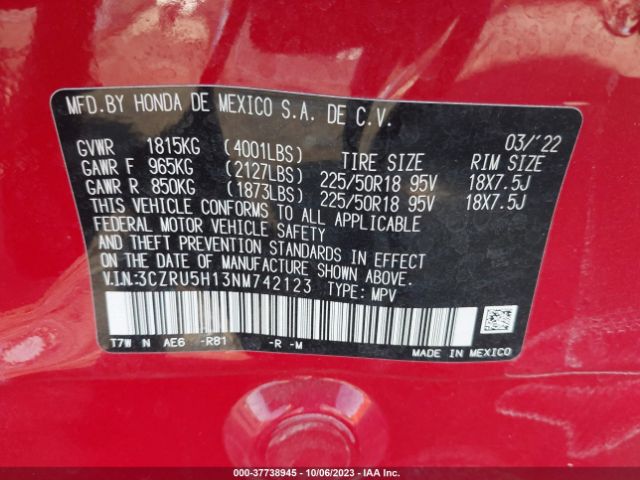 MFD.BY HONDA DE MEXICO S.A. DE C.V.
GVWR 1815KG (4001LBS) 03/'22
GAWR F 965KG (2127LBS) TIRE SIZE RIM SIZE
GAWR R 850KG (1873LBS) 225/50R18 95V 18X7.5J
225/50R18 95V 18X7.5J
THIS VEHICLE CONFORMS TO ALL APPLICABLE
FEDERAL MOTOR VEHICLE SAFETY
AND THEFT PREVENTION STANDARDS IN EFFECT
ON THE DATE OF MANUFACTURE SHOWN ABOVE.
V.I.N.:3CZRU5H13NM742123 TYPE: MPV
T7W N AE6 -R81 -R -M
MADE IN MEXICO
000-37738945 - 10/06/2023 - IAA Inc.